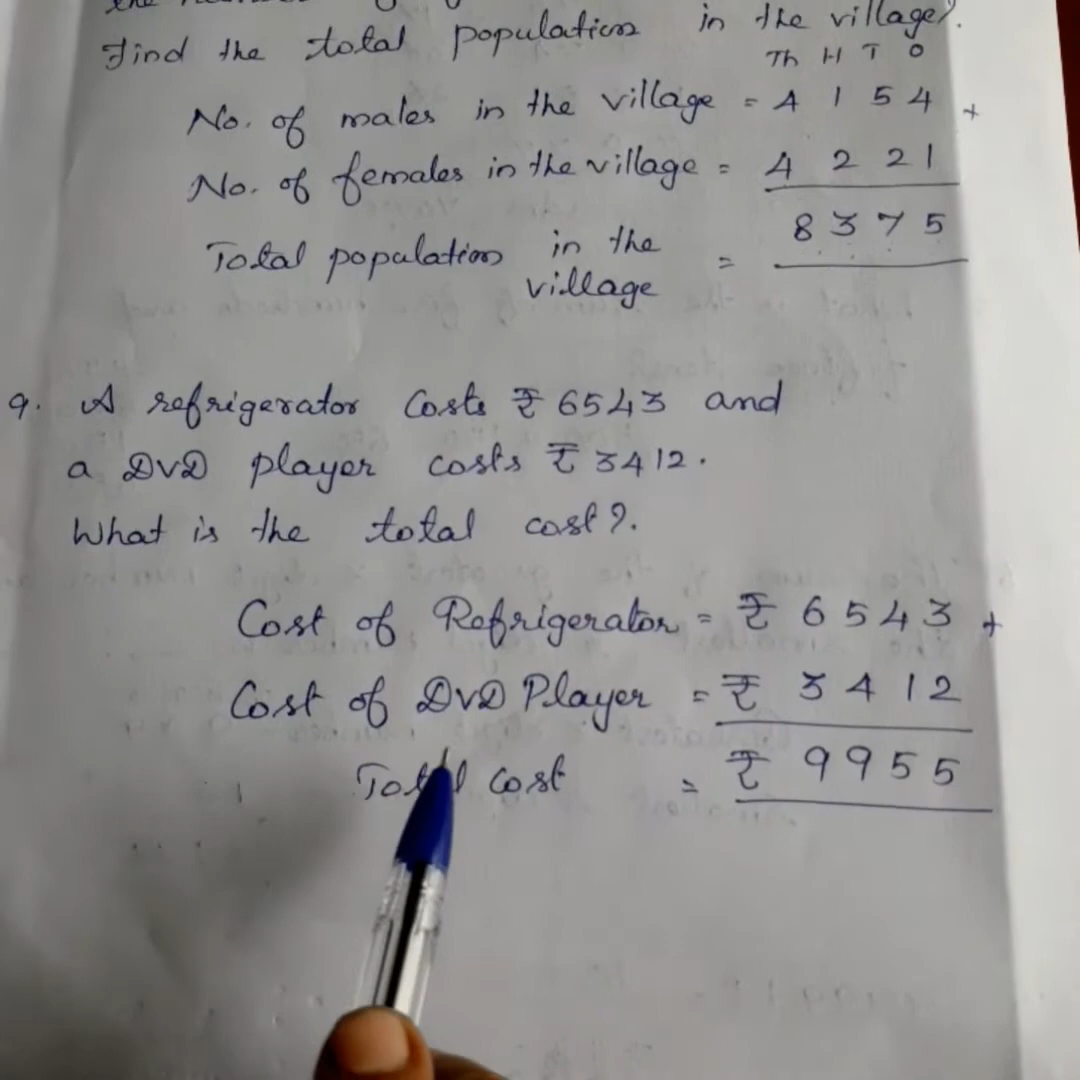 the
Find the total population in the village?.
Th H T O
No. of males in the village = 4 1 5 4 +
No. of females in the village = 4 2 2 1
Total population in the village = 8 3 7 5
9. A refrigerator costs ₹ 6543 and
a DVD player costs ₹ 3412.
What is the total cost?.
Cost of Refrigerator = ₹ 6 5 4 3 +
Cost of DVD Player = ₹ 3 4 1 2
Total cost = ₹ 9 9 5 5